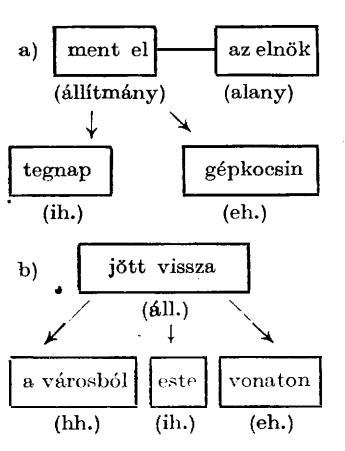 a) ment el az elnök
(állítmány) (alany)
tegnap gépkocsin
(ih.) (eh.)
b) jött vissza
(áll.)
a városból este vonaton
(hh.) (ih.) (eh.)